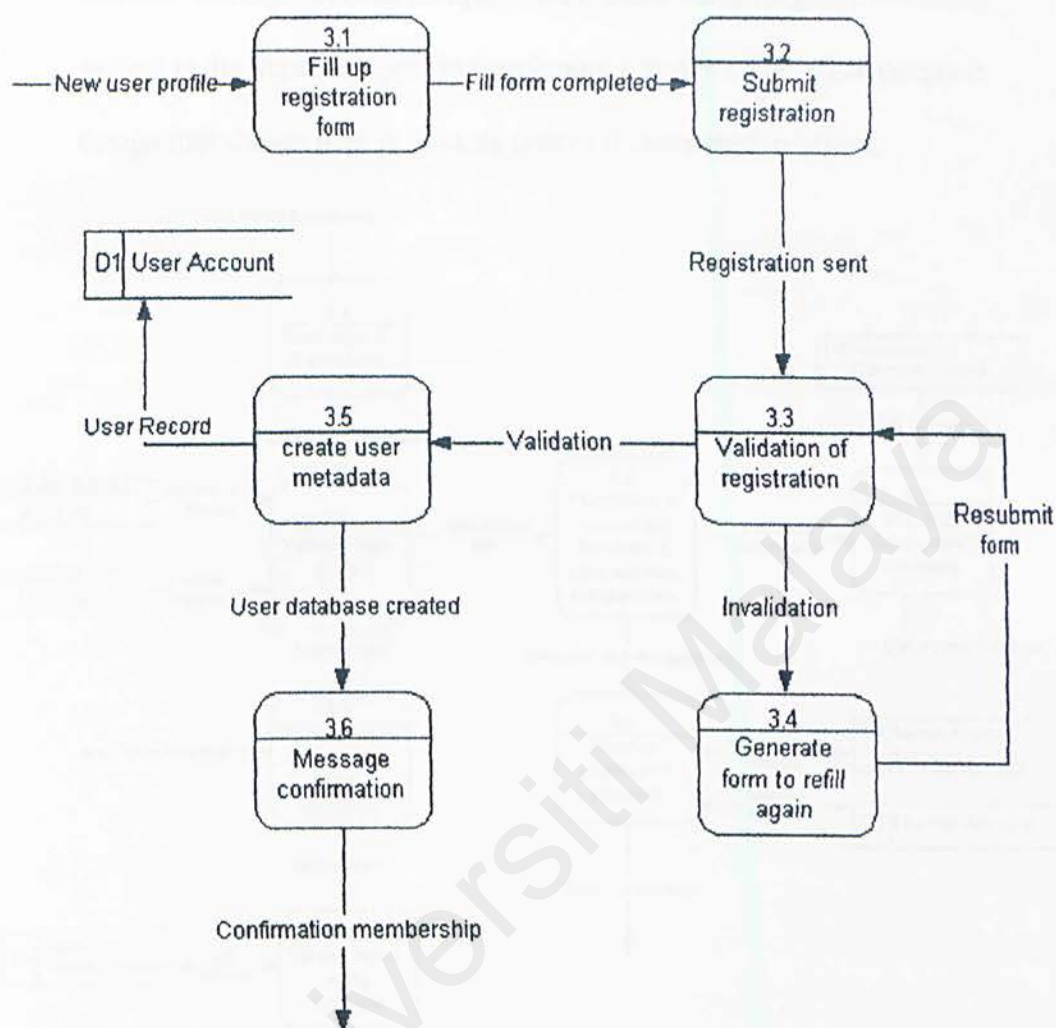 3.1
Fill up
registration
form
New user profile
Fill form completed
3.2
Submit
registration
Registration sent
D1 User Account
User Record
3.5
create user
metadata
Validation
3.3
Validation of
registration
Resubmit
form
Invalidation
3.4
Generate
form to refill
again
User database created
3.6
Message
confirmation
Confirmation membership
versiti Malaya